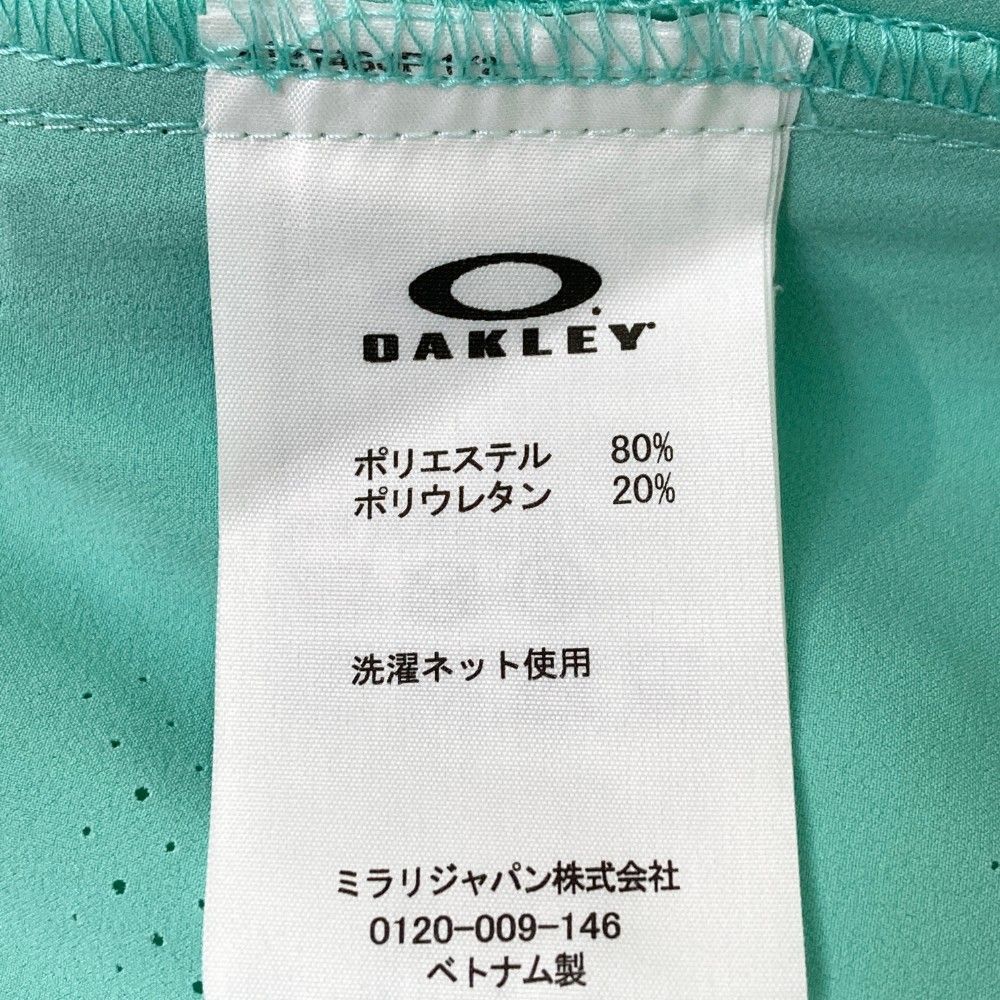 OAKLEY
ポリエステル 80%
ポリウレタン 20%
洗濯ネット使用
ミラリジャパン株式会社
0120-009-146
ベトナム製